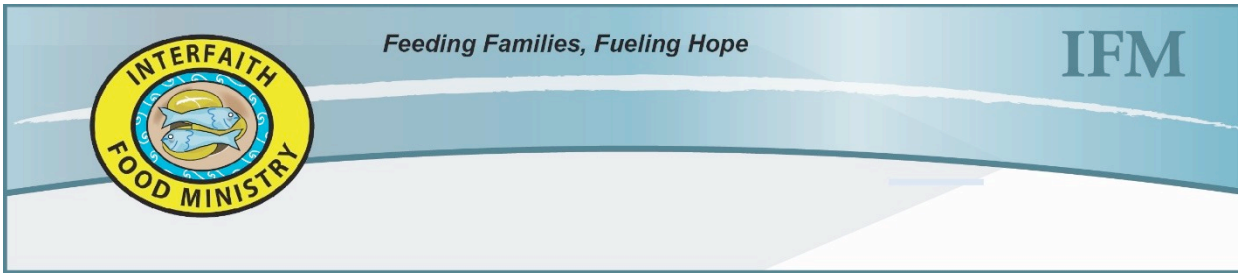 Feeding Families, Fueling Hope
IFM
INTERFAITH
FOOD MINISTRY